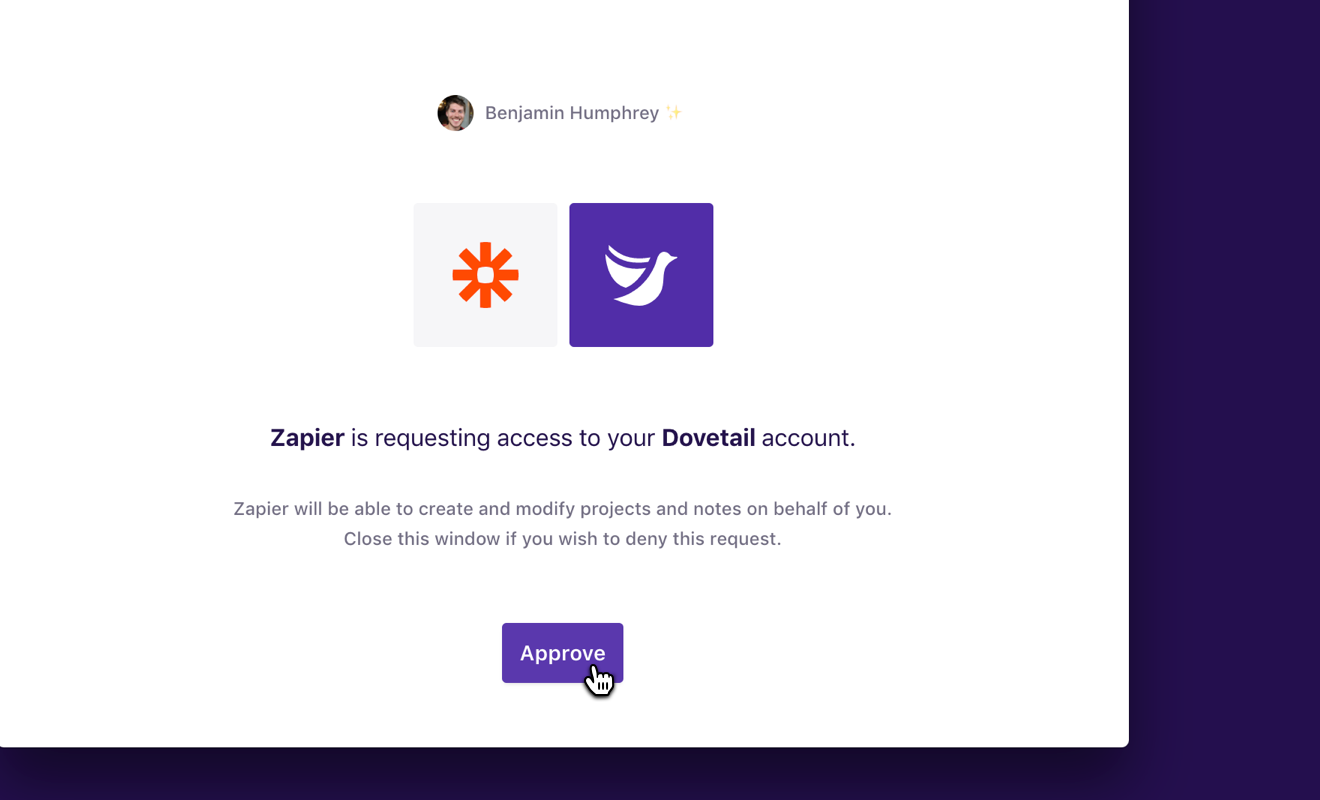 Benjamin Humphrey ✨
Zapier is requesting access to your Dovetail account.
Zapier will be able to create and modify projects and notes on behalf of you.
Close this window if you wish to deny this request.
Approve